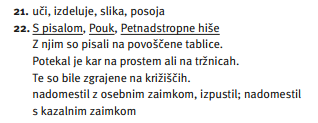 21. uči, izdeluje, slika, posoja
22. S pisalom, Pouk, Petnadstropne hiše
Z njim so pisali na povoščene tablice.
Potekal je kar na prostem ali na tržnicah.
Te so bile zgrajene na križiščih.
nadomestil z osebnim zaimkom, izpustil; nadomestil
s kazalnim zaimkom